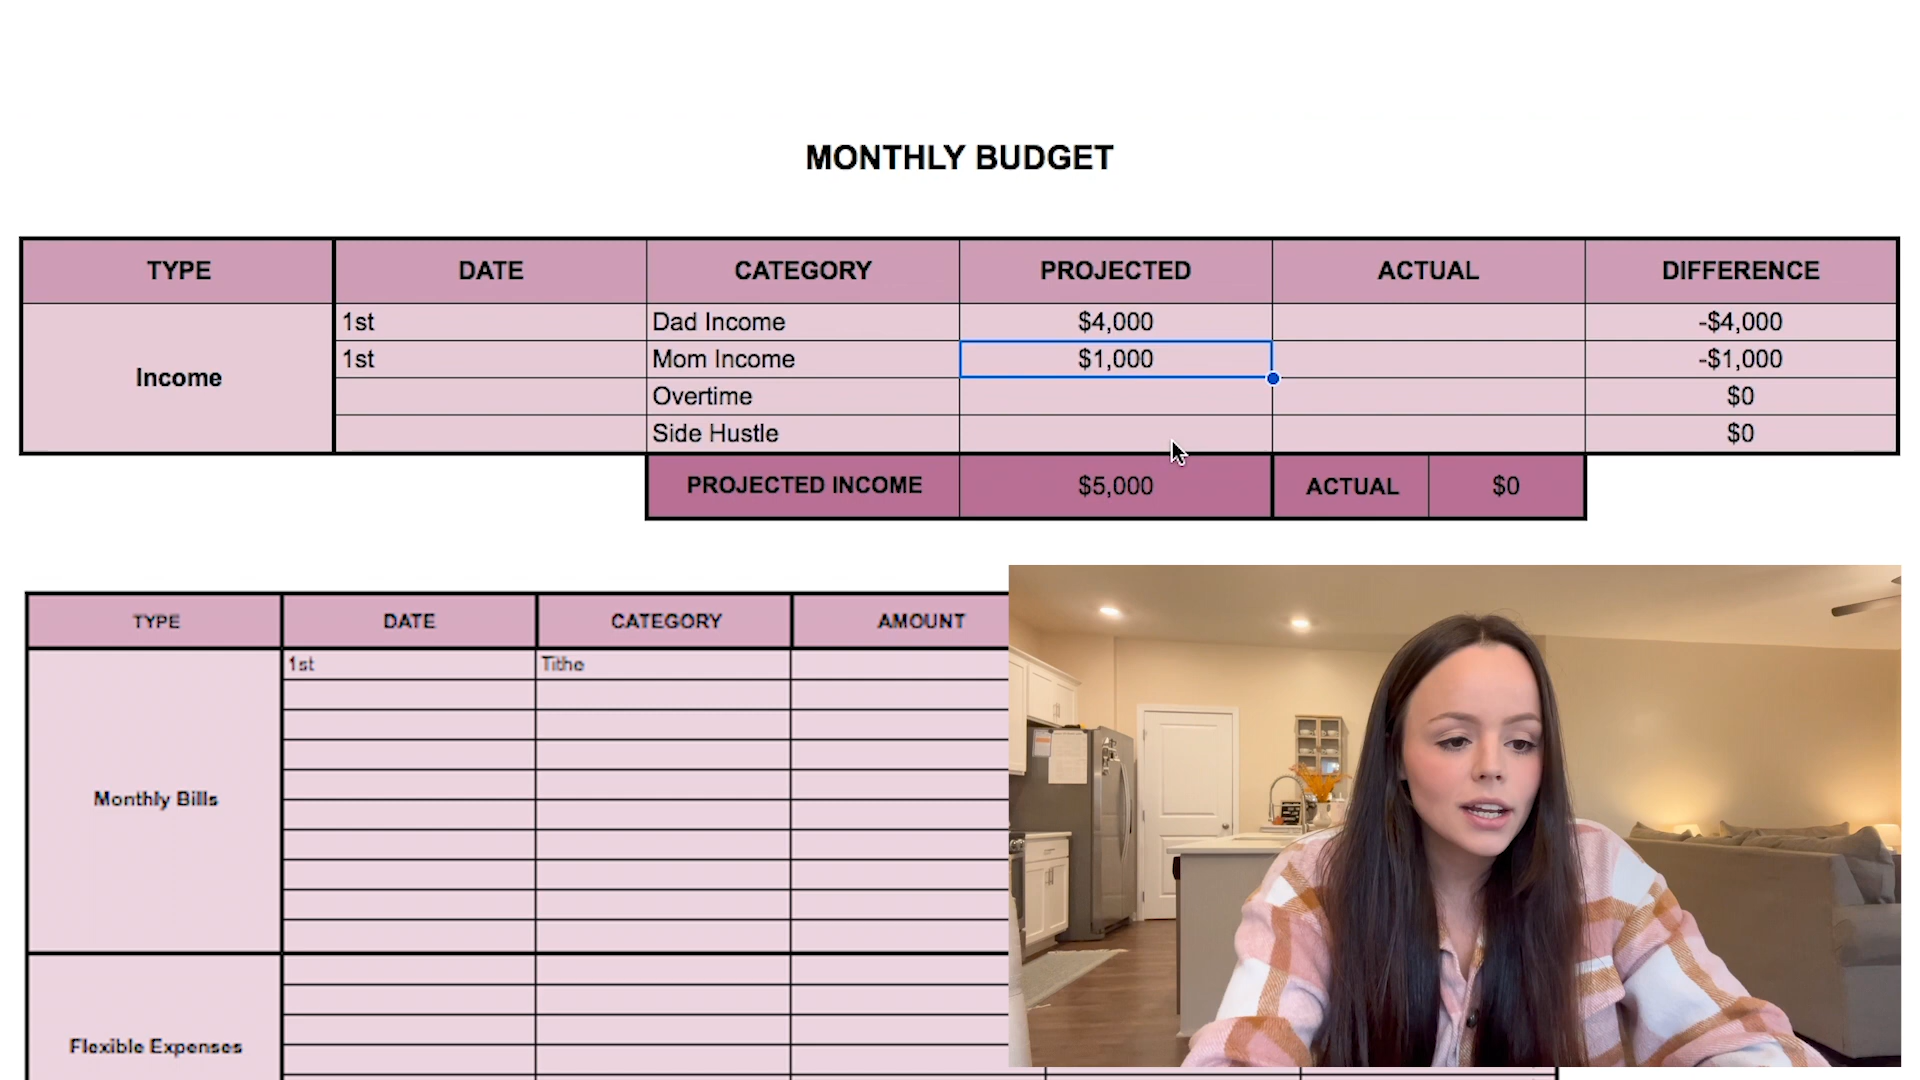 MONTHLY BUDGET
TYPE DATE CATEGORY PROJECTED ACTUAL DIFFERENCE
Income
1st Dad Income $4,000 -$4,000
1st Mom Income $1,000 -$1,000
Overtime $0
Side Hustle $0
PROJECTED INCOME $5,000 ACTUAL $0
TYPE DATE CATEGORY AMOUNT
1st Tithe
Monthly Bills
Flexible Expenses